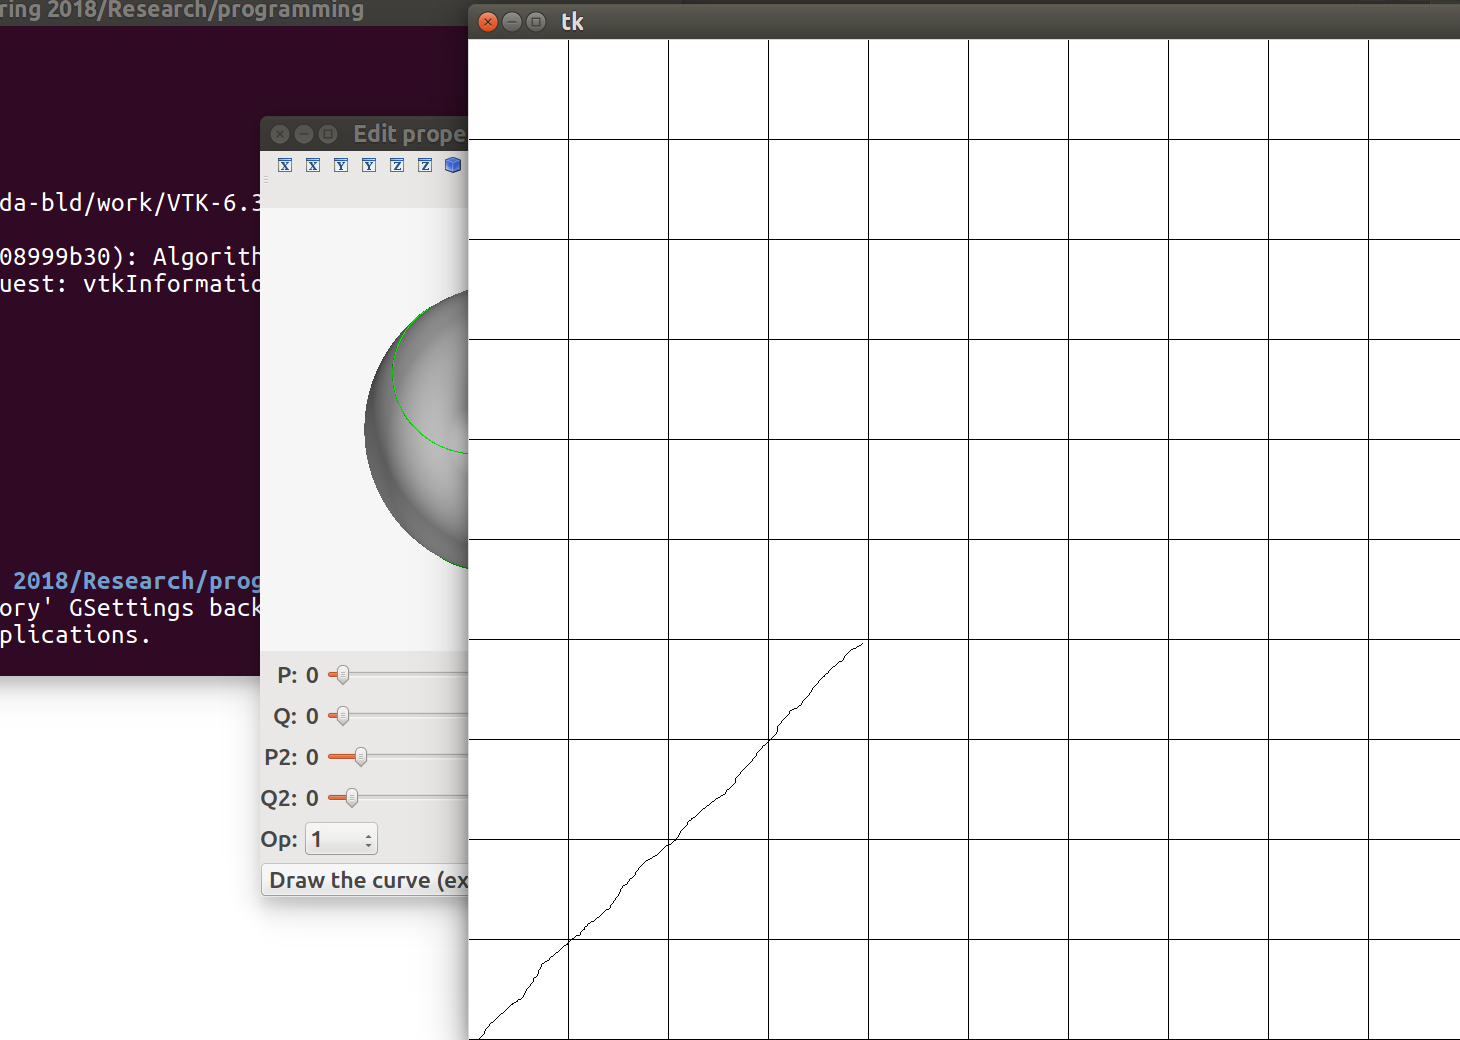 ring 2018/Research/programming
tk
Edit prope
X X Y Y Z Z
da-bld/work/VTK-6.3
08999b30): Algorith
uest: vtkInformatio
2018/Research/prog
ory' GSettings back
plications.
P: 0
Q: 0
P2: 0
Q2: 0
Op: 1
Draw the curve (ex